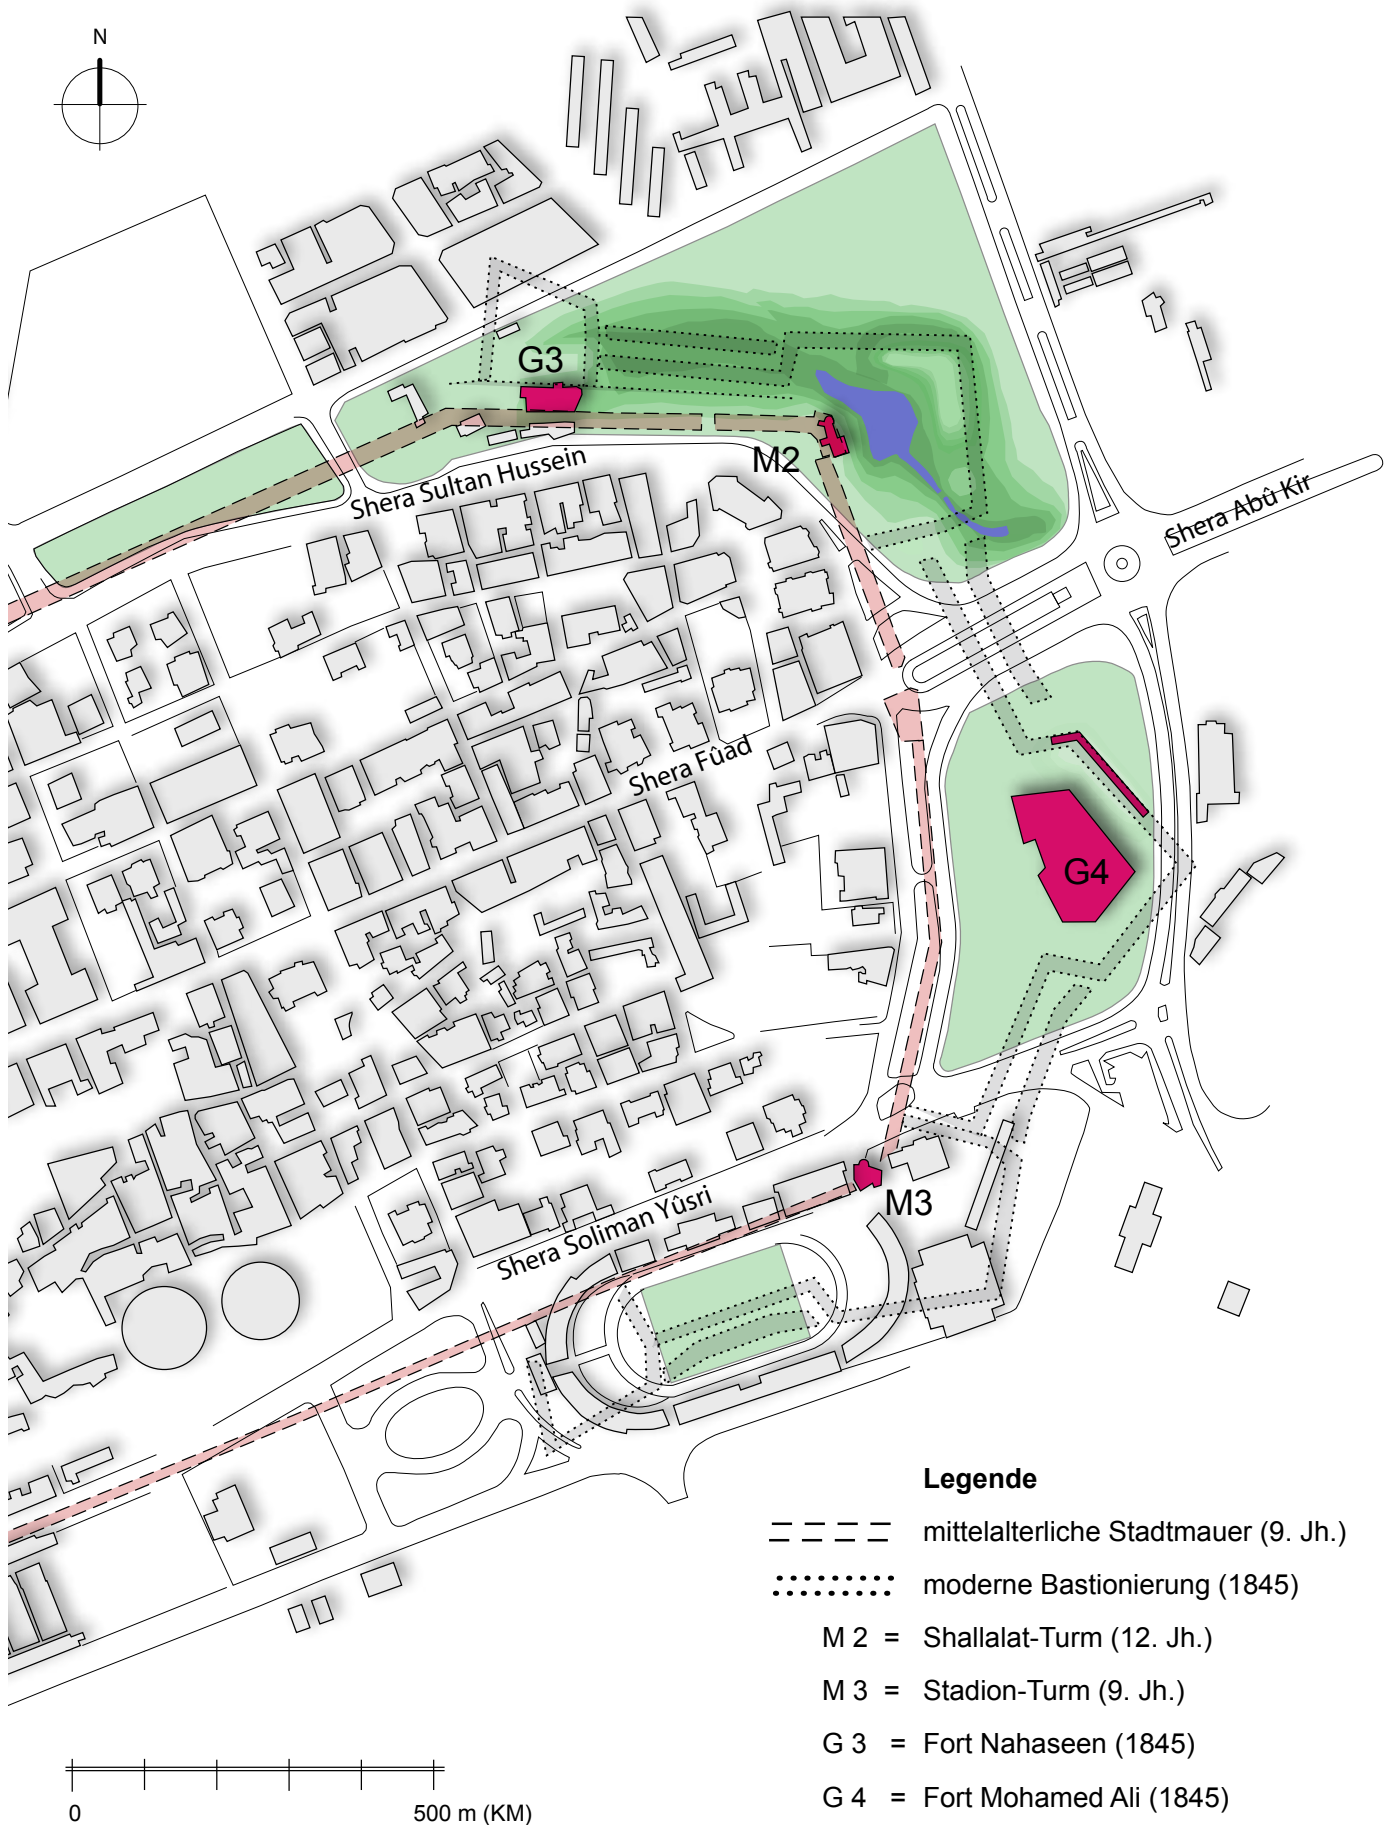 N
G3
M2
Shera Sultan Hussein
Shera Abû Kir
Shera Fûad
G4
M3
Shera Soliman Yûsri
Legende
mittelalterliche Stadtmauer (9. Jh.)
moderne Bastionierung (1845)
M 2 = Shallalat-Turm (12. Jh.)
M 3 = Stadion-Turm (9. Jh.)
G 3 = Fort Nahaseen (1845)
G 4 = Fort Mohamed Ali (1845)
0 500 m (KM)